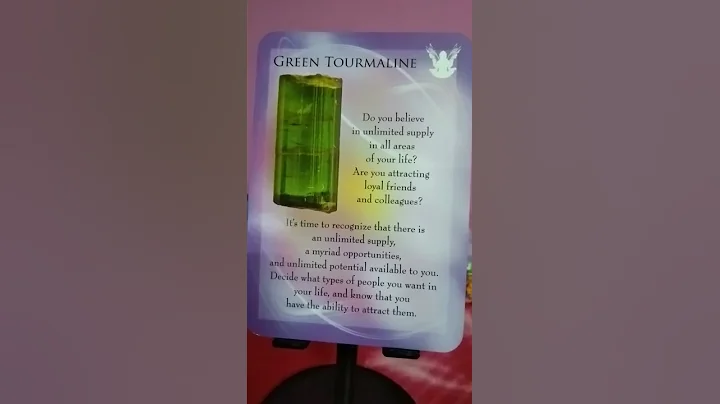 GREEN TOURMALINE
Do you believe
in unlimited supply
in all areas
of your life?
Are you attracting
loyal friends
and colleagues?
It's time to recognize that there is
an unlimited supply,
a myriad opportunities,
and unlimited potential available to you.
Decide what types of people you want in
your life, and know that you
have the ability to attract them.